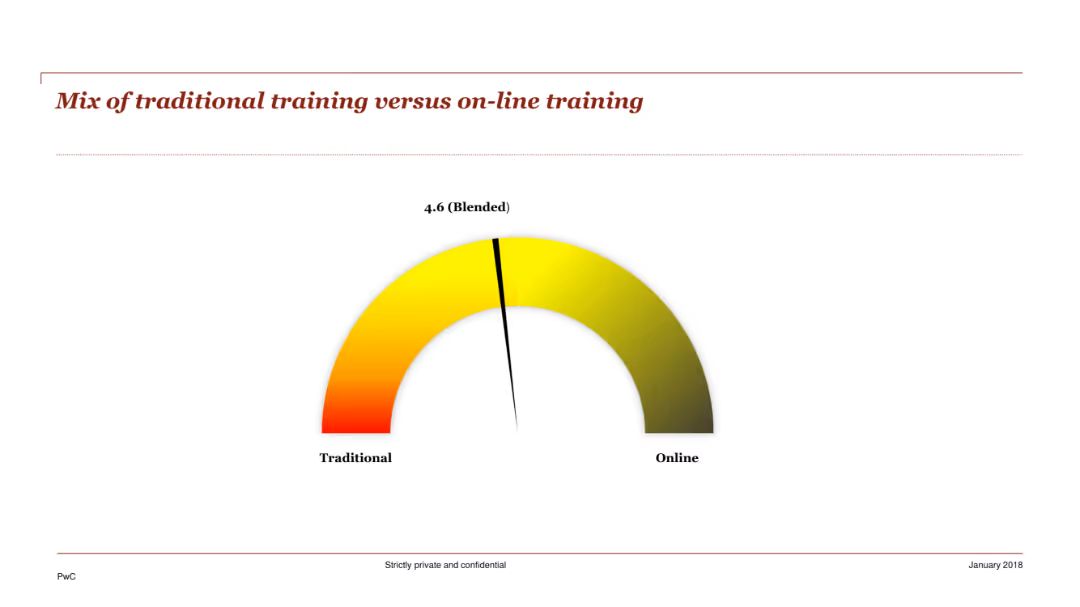 Mix of traditional training versus on-line training
4.6 (Blended)
Traditional
Online
Strictly private and confidential
January 2018
PwC